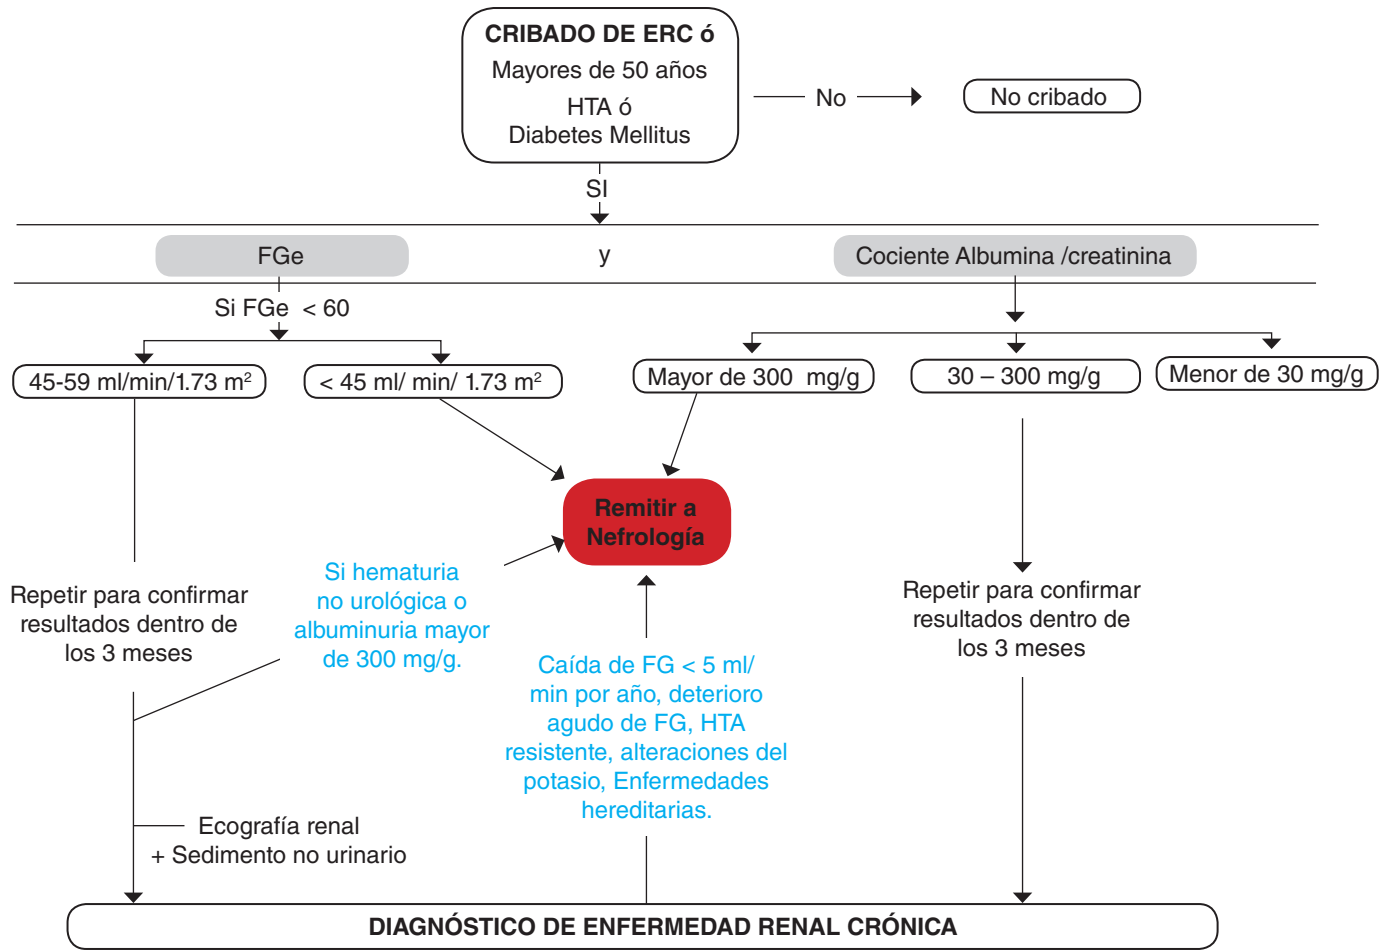 CRIBADO DE ERC ó
Mayores de 50 años
HTA ó
Diabetes Mellitus
No
No cribado
SI
FGe
y
Cociente Albumina /creatinina
Si FGe < 60
45-59 ml/min/1.73 m²
< 45 ml/ min/ 1.73 m²
Mayor de 300 mg/g
30 – 300 mg/g
Menor de 30 mg/g
Remitir a
Nefrología
Repetir para confirmar
resultados dentro de
los 3 meses
Si hematuria
no urológica o
albuminuria mayor
de 300 mg/g.
Caída de FG < 5 ml/
min por año, deterioro
agudo de FG, HTA
resistente, alteraciones del
potasio, Enfermedades
hereditarias.
Repetir para confirmar
resultados dentro de
los 3 meses
Ecografía renal
+ Sedimento no urinario
DIAGNÓSTICO DE ENFERMEDAD RENAL CRÓNICA